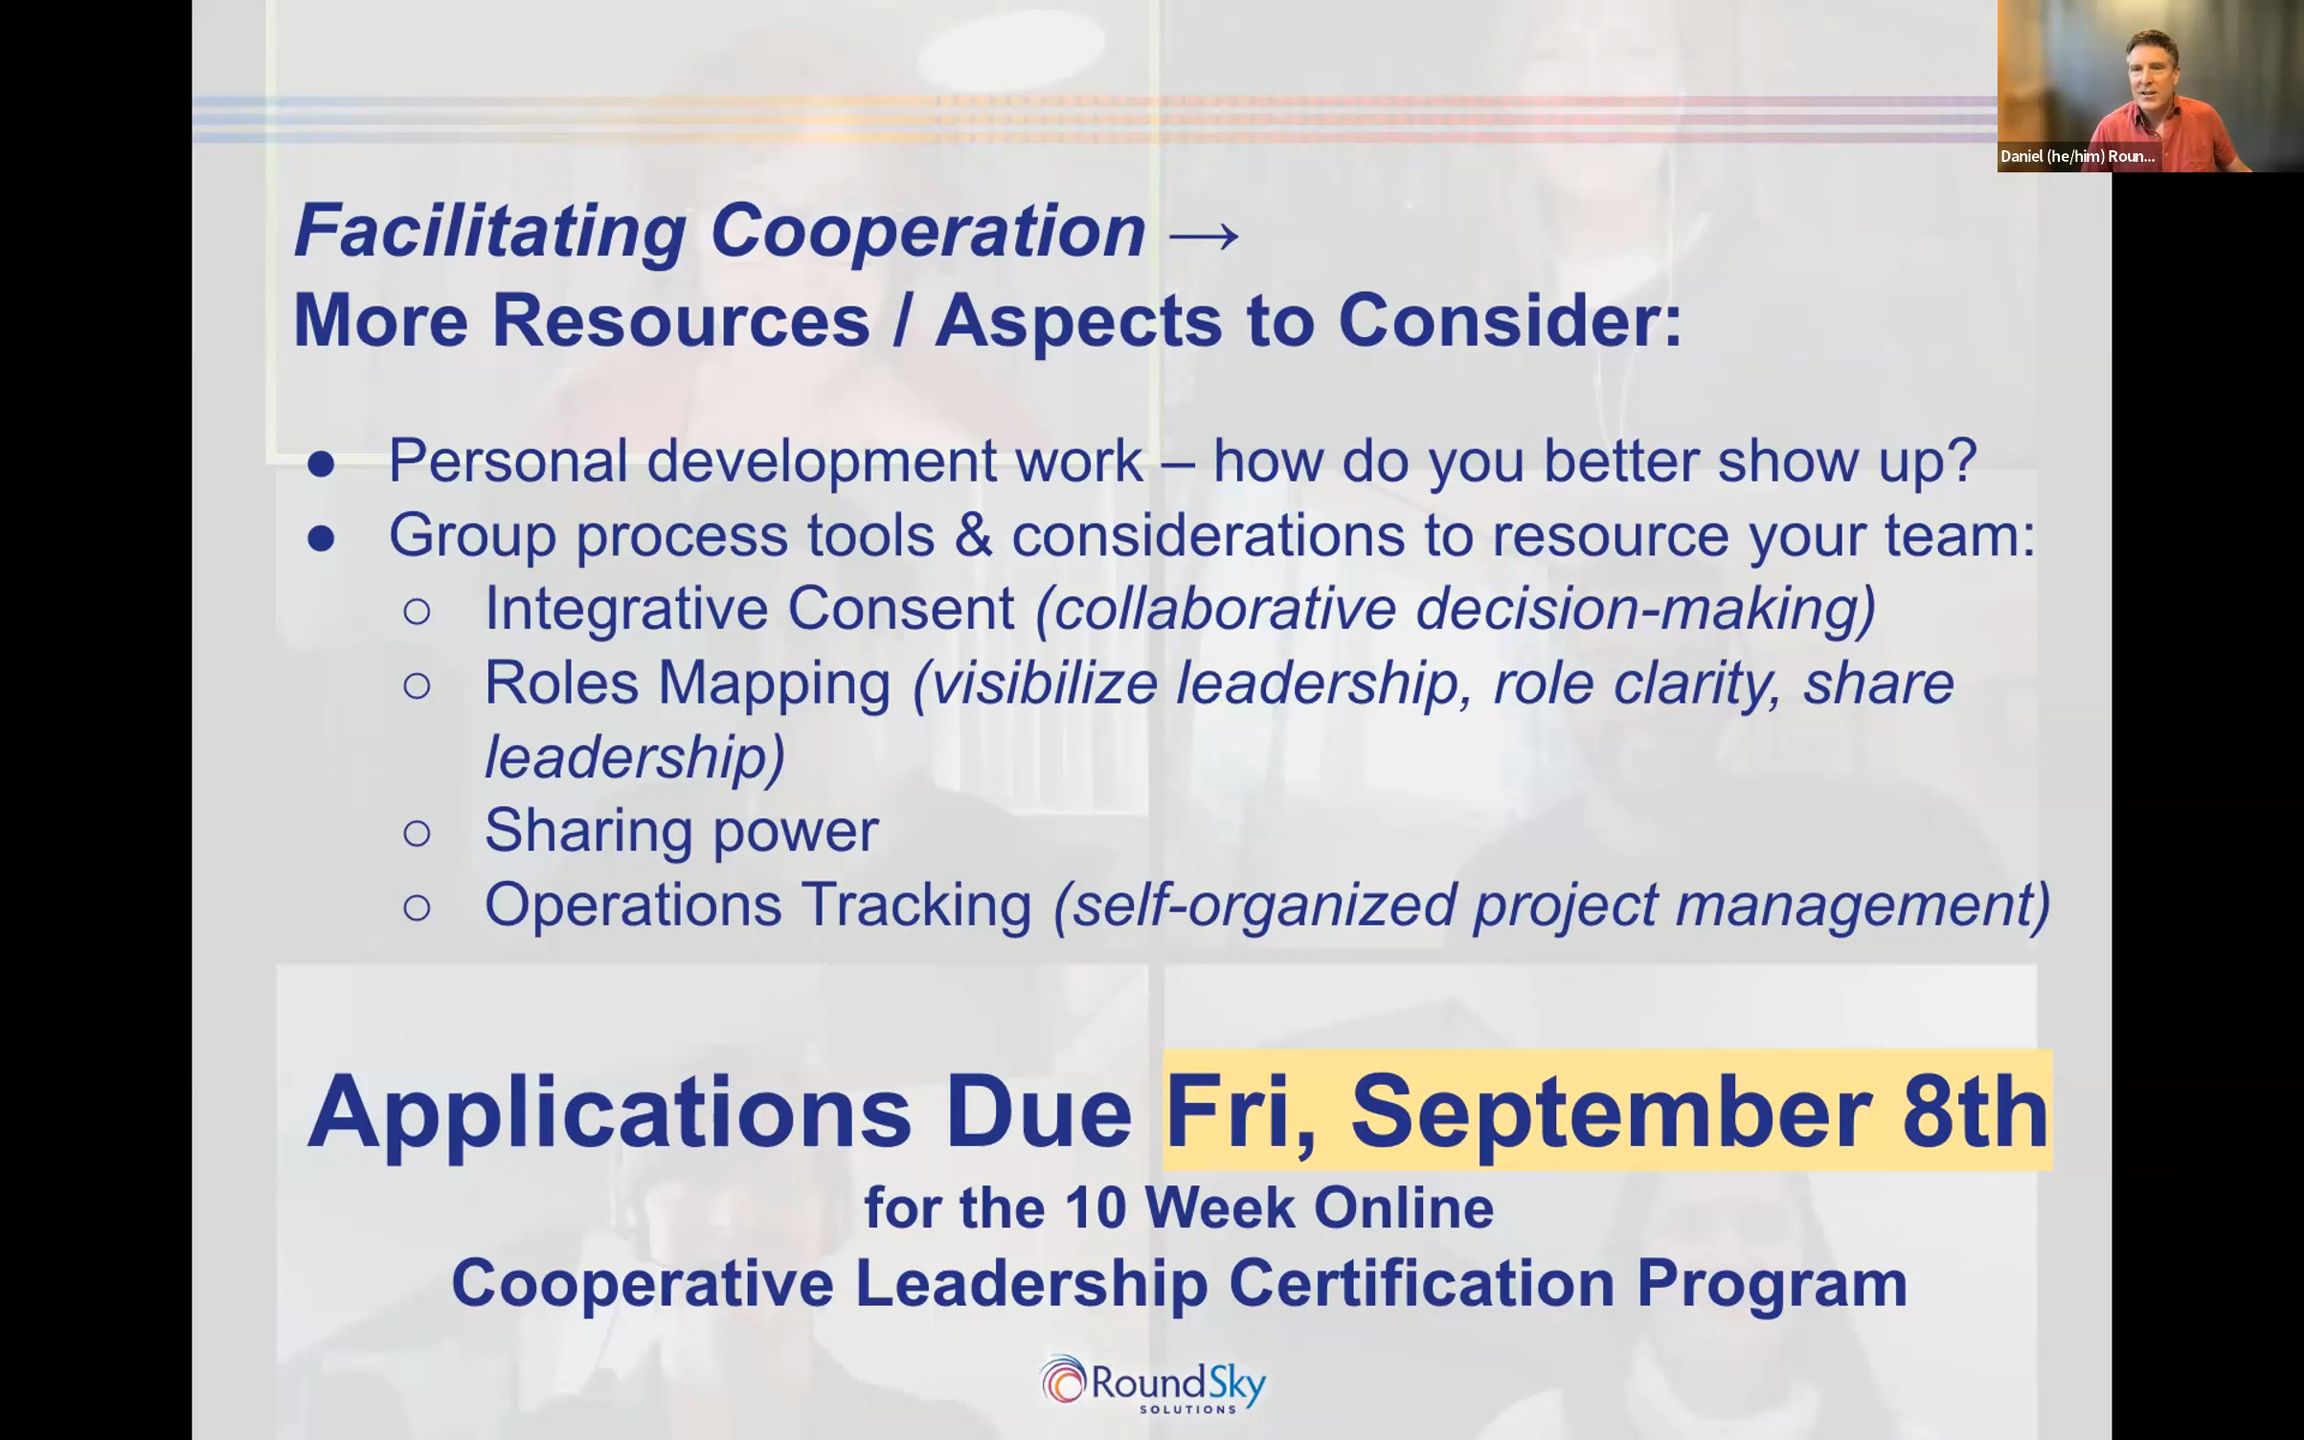 Daniel (he/him) Roun...
Facilitating Cooperation →
More Resources / Aspects to Consider:
● Personal development work – how do you better show up?
● Group process tools & considerations to resource your team:
○ Integrative Consent (collaborative decision-making)
○ Roles Mapping (visibilize leadership, role clarity, share
leadership)
○ Sharing power
○ Operations Tracking (self-organized project management)
Applications Due Fri, September 8th
for the 10 Week Online
Cooperative Leadership Certification Program
RoundSky
SOLUTIONS